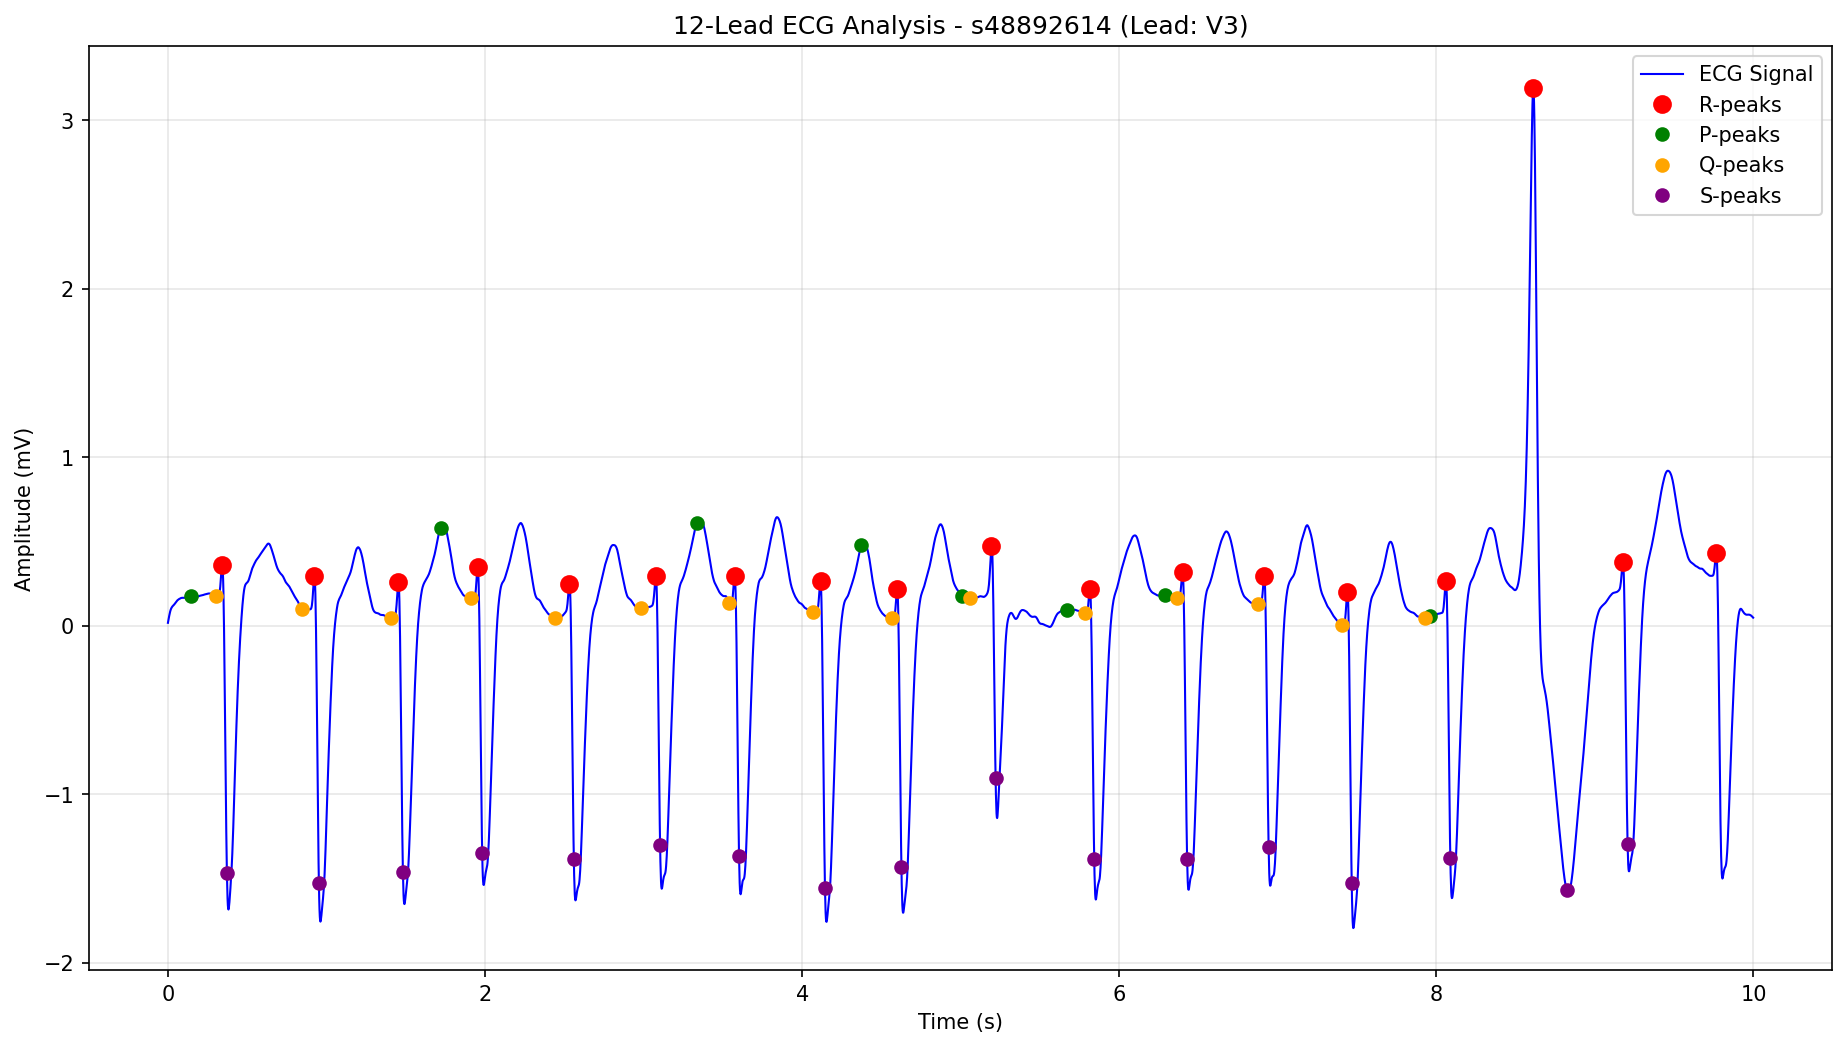 12-Lead ECG Analysis - s48892614 (Lead: V3)
ECG Signal
R-peaks
P-peaks
Q-peaks
S-peaks
Amplitude (mV)
3
2
1
0
−1
−2
0 2 4 6 8 10
Time (s)